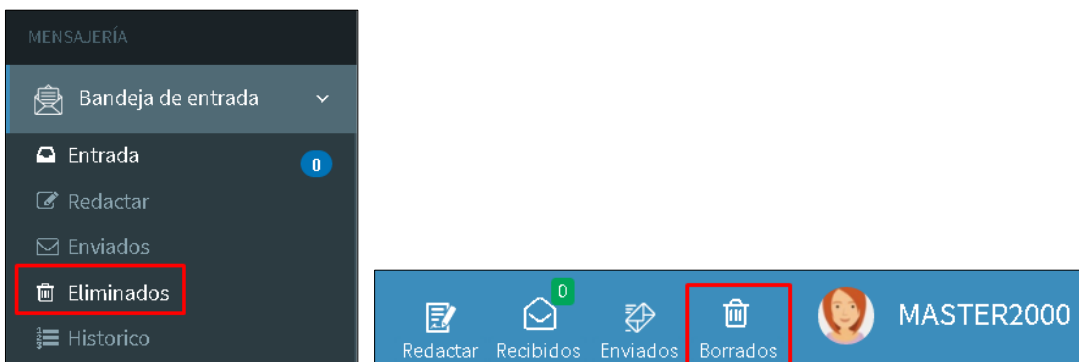 MENSAJERÍA
Bandeja de entrada
Entrada 0
Redactar
Enviados
Eliminados
Historico
0
Redactar Recibidos Enviados Borrados MASTER2000